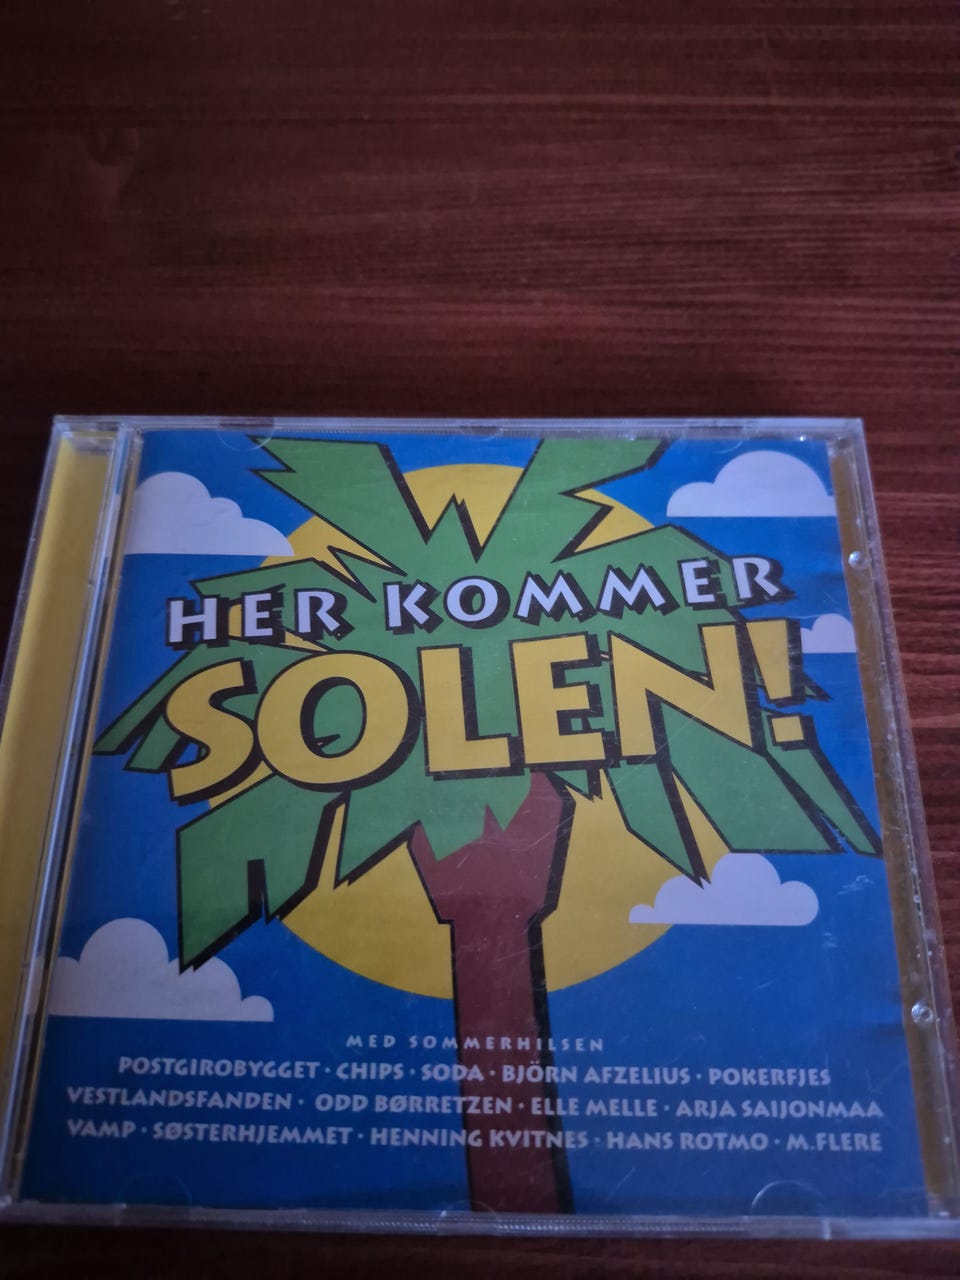 HER KOMMER
SOLEN!
MED SOMMERHILSEN
POSTGIROBYGGET · CHIPS · SODA · BJÖRN AFZELIUS · POKERFJES
VESTLANDSFANDEN · ODD BØRRETZEN · ELLE MELLE · ARJA SAIJONMAA
VAMP · SØSTERHJEMMET · HENNING KVITNES · HANS ROTMO · M.FLERE